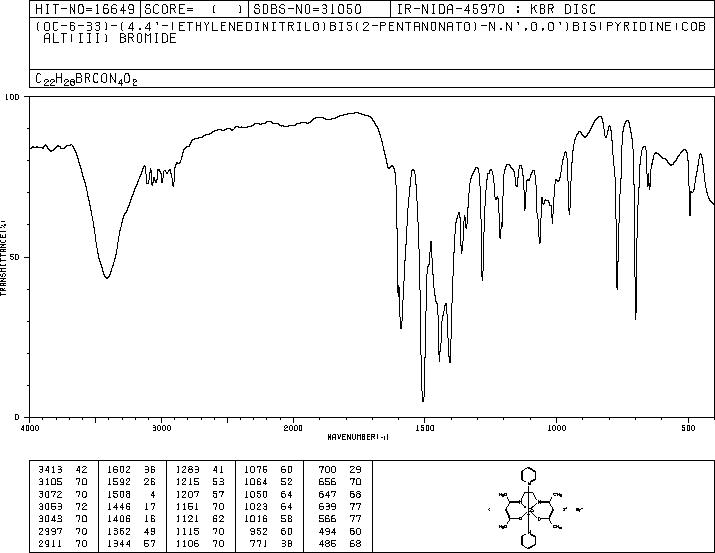 HIT-NO=16649 SCORE= ( ) SDBS-NO=31050 IR-NIDA-45970 : KBR DISC
(OC-6-33)-(4,4'-(ETHYLENEDINITRILO)BIS(2-PENTANONATO)-N,N',O,O')BIS(PYRIDINE)COB
ALT(III) BROMIDE
C22H28BRCON4O2
100
50
0
TRANSMITTANCE(%)
4000 3000 2000 1500 1000 500
WAVENUMBER(-1)
3413 42 1602 36 1283 41 1076 60 700 29
3105 70 1592 26 1215 53 1064 52 656 70
3072 70 1508 4 1207 57 1050 64 647 68
3053 72 1446 17 1151 70 1023 64 639 77
3043 70 1406 16 1121 62 1016 58 566 77
2997 70 1362 49 1115 70 952 60 494 60
2911 70 1344 57 1106 70 771 38 486 68